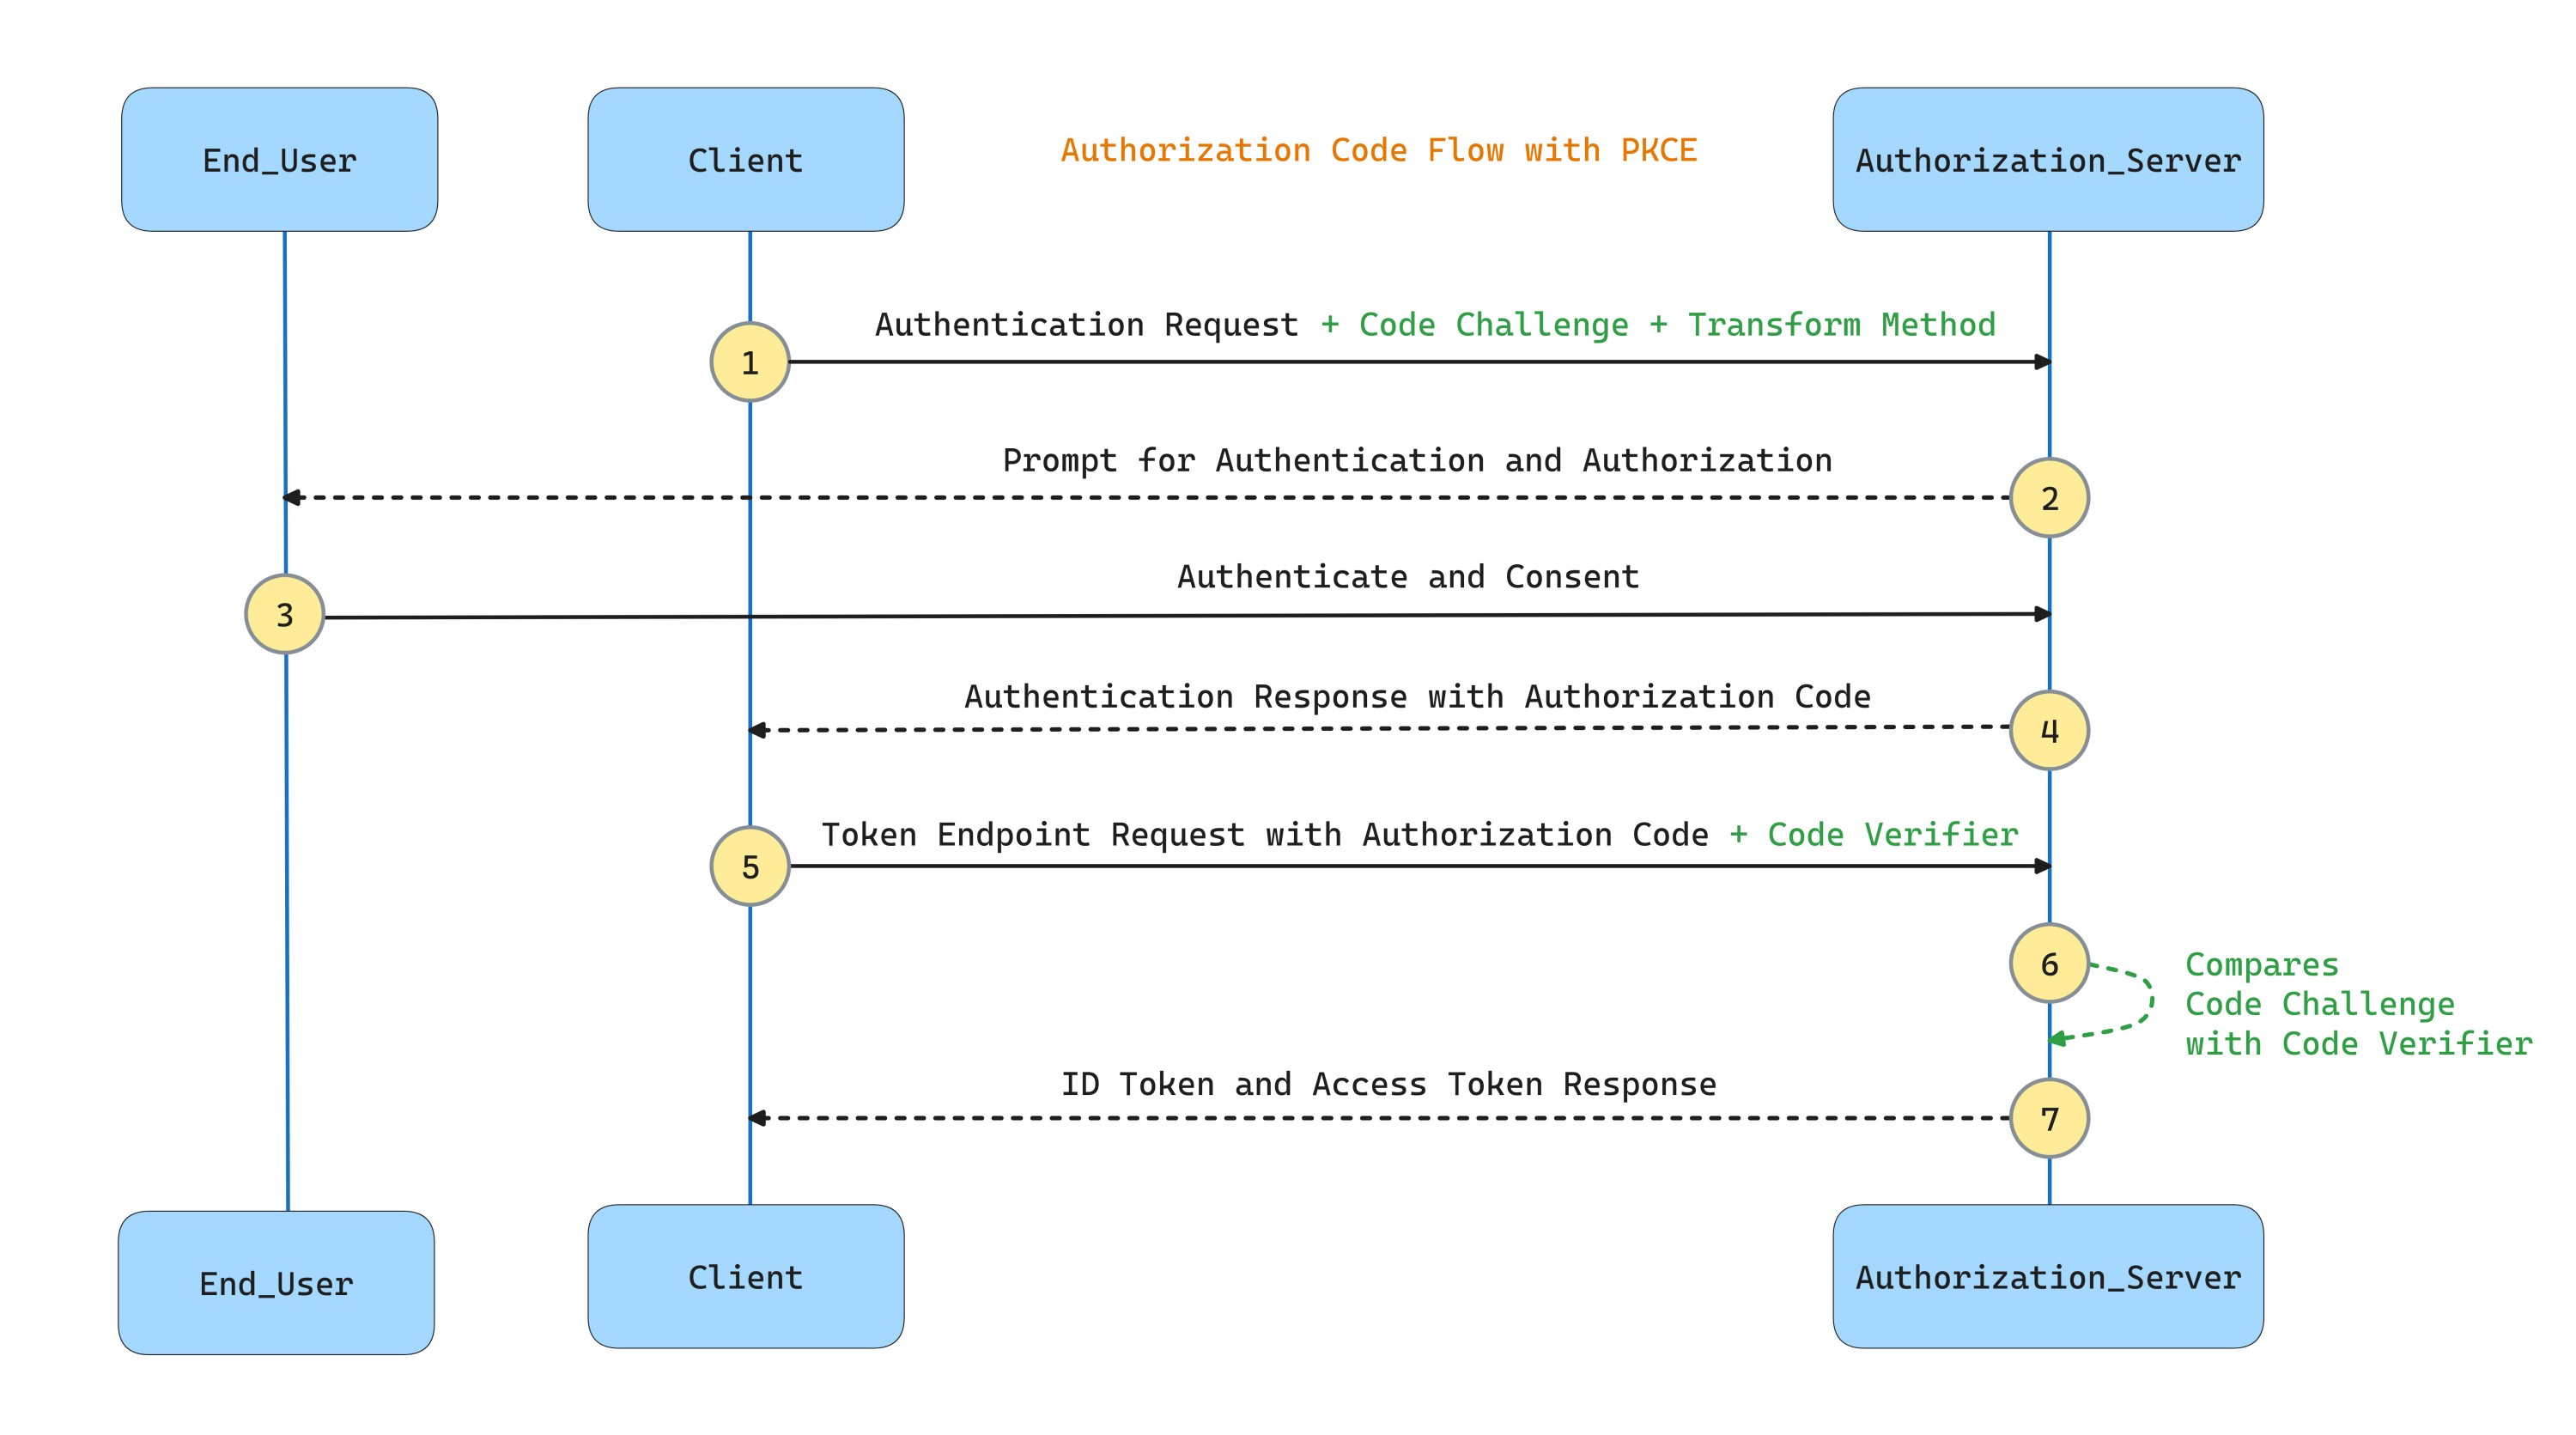 End_User
Client
Authorization Code Flow with PKCE
Authorization_Server
Authentication Request + Code Challenge + Transform Method
1
Prompt for Authentication and Authorization
2
Authenticate and Consent
3
Authentication Response with Authorization Code
4
Token Endpoint Request with Authorization Code + Code Verifier
5
6
Compares
Code Challenge
with Code Verifier
ID Token and Access Token Response
7
End_User
Client
Authorization_Server